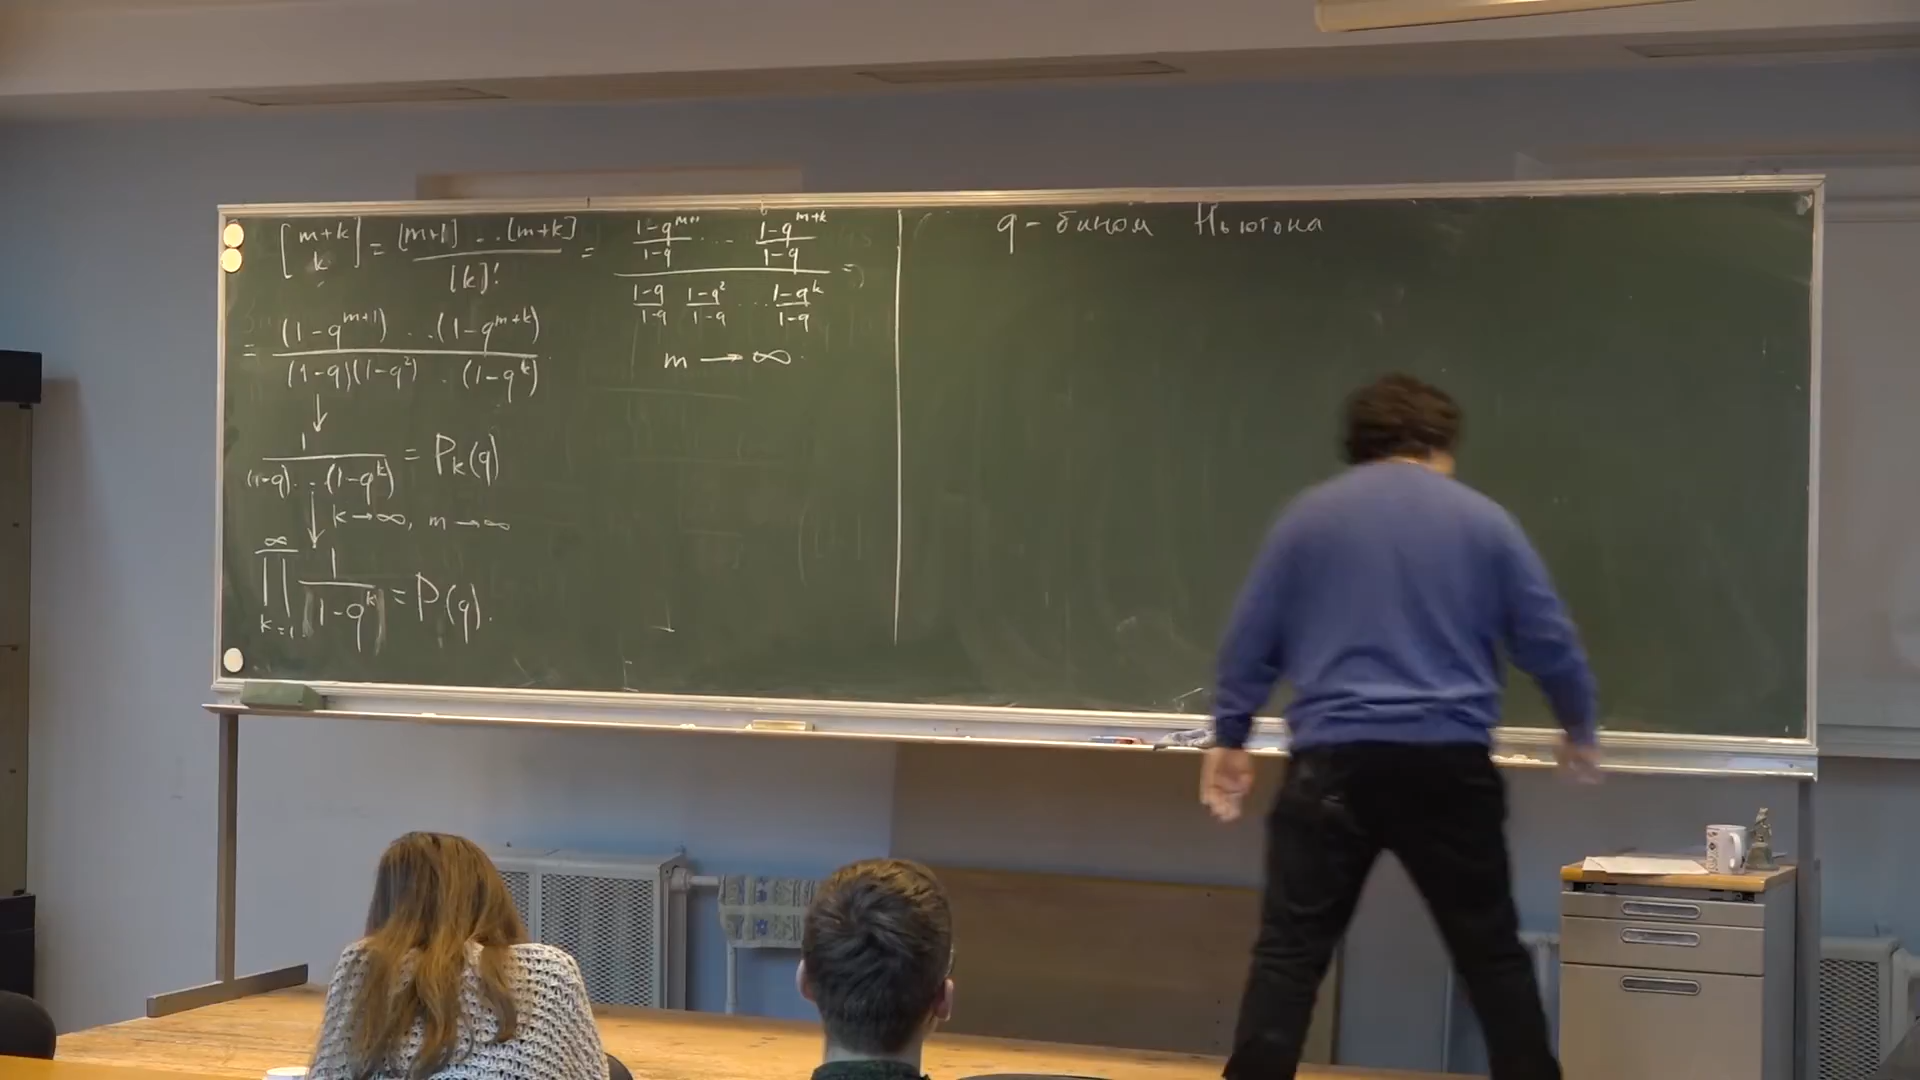 [m+k k] = [m+1] .. [m+k] / [k]! = (1-q^{m+1})/(1-q) ... (1-q^{m+k})/(1-q) / (1-q)/(1-q) (1-q^2)/(1-q) ... (1-q^k)/(1-q) =
= (1-q^{m+1}) .. (1-q^{m+k}) / (1-q)(1-q^2) . (1-q^k)
m → ∞
↓
1 / (1-q) .. (1-q^k) = P_k(q)
↓ k→∞, m→∞
∏_{k=1}^{∞} 1 / (1-q^k) = P(q).
q - бином Ньютона